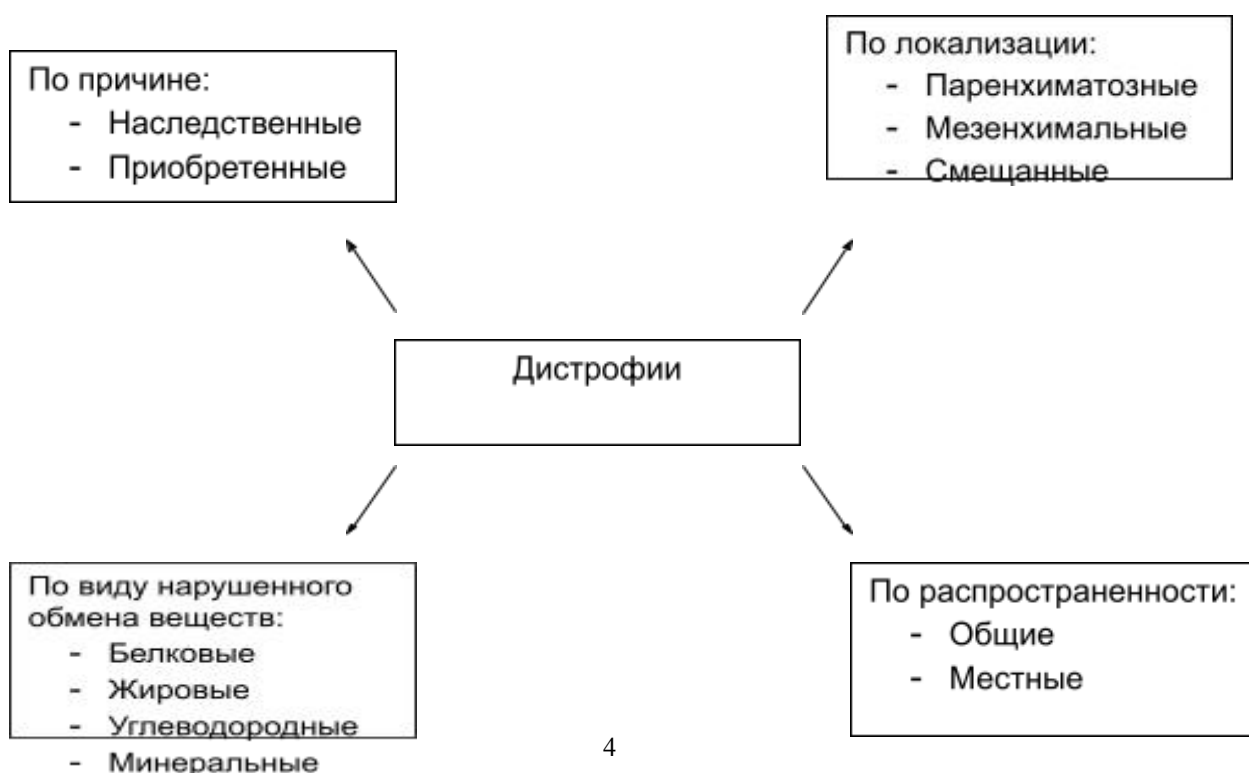 По причине:
- Наследственные
- Приобретенные
По локализации:
- Паренхиматозные
- Мезенхимальные
- Смещанные
Дистрофии
По виду нарушенного
обмена веществ:
- Белковые
- Жировые
- Углеводородные
- Минеральные
По распространенности:
- Общие
- Местные
4